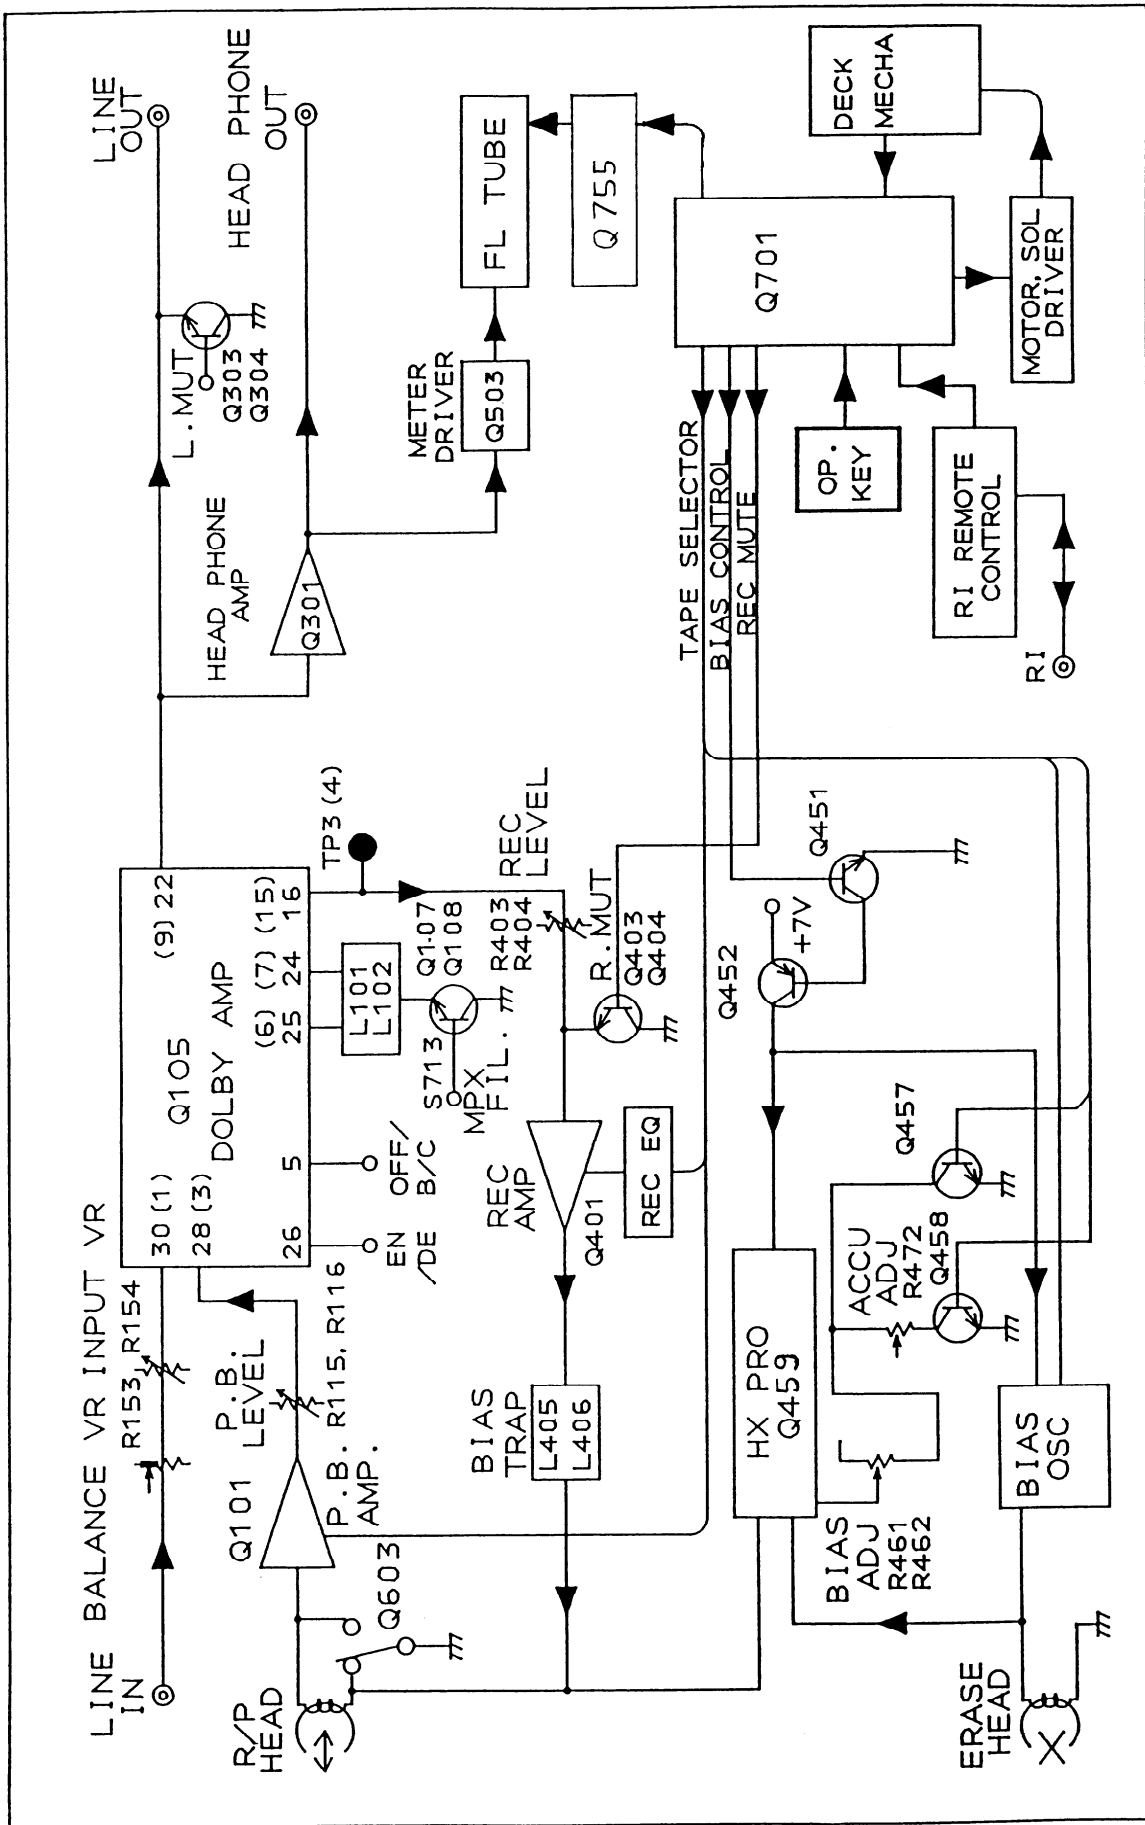 LINE
IN
BALANCE VR
INPUT VR
R153, R154
Q105
DOLBY AMP
30(1)
28(3)
26
5
(6)
25
(7)
24
(15)
16
(9)22
LINE
OUT
L.MUT
Q303
Q304
HEAD PHONE
OUT
HEAD PHONE
AMP
Q301
METER
DRIVER
Q503
FL TUBE
Q755
R/P
HEAD
Q101
P.B.
LEVEL
P.B.
AMP.
R115, R116
Q603
EN
/DE
OFF/
B/C
S713
MPX
FIL.
L101
L102
Q107
Q108
TP3(4)
REC
LEVEL
R403
R404
R.MUT
Q403
Q404
REC
AMP
Q401
REC EQ
BIAS
TRAP
L405
L406
TAPE SELECTOR
BIAS CONTROL
REC MUTE
Q701
DECK
MECHA
MOTOR, SOL
DRIVER
OP.
KEY
RI REMOTE
CONTROL
RI
Q452
+7V
Q451
HX PRO
Q459
BIAS
ADJ
R461
R462
ACCU
ADJ
R472
Q458
Q457
BIAS
OSC
ERASE
HEAD